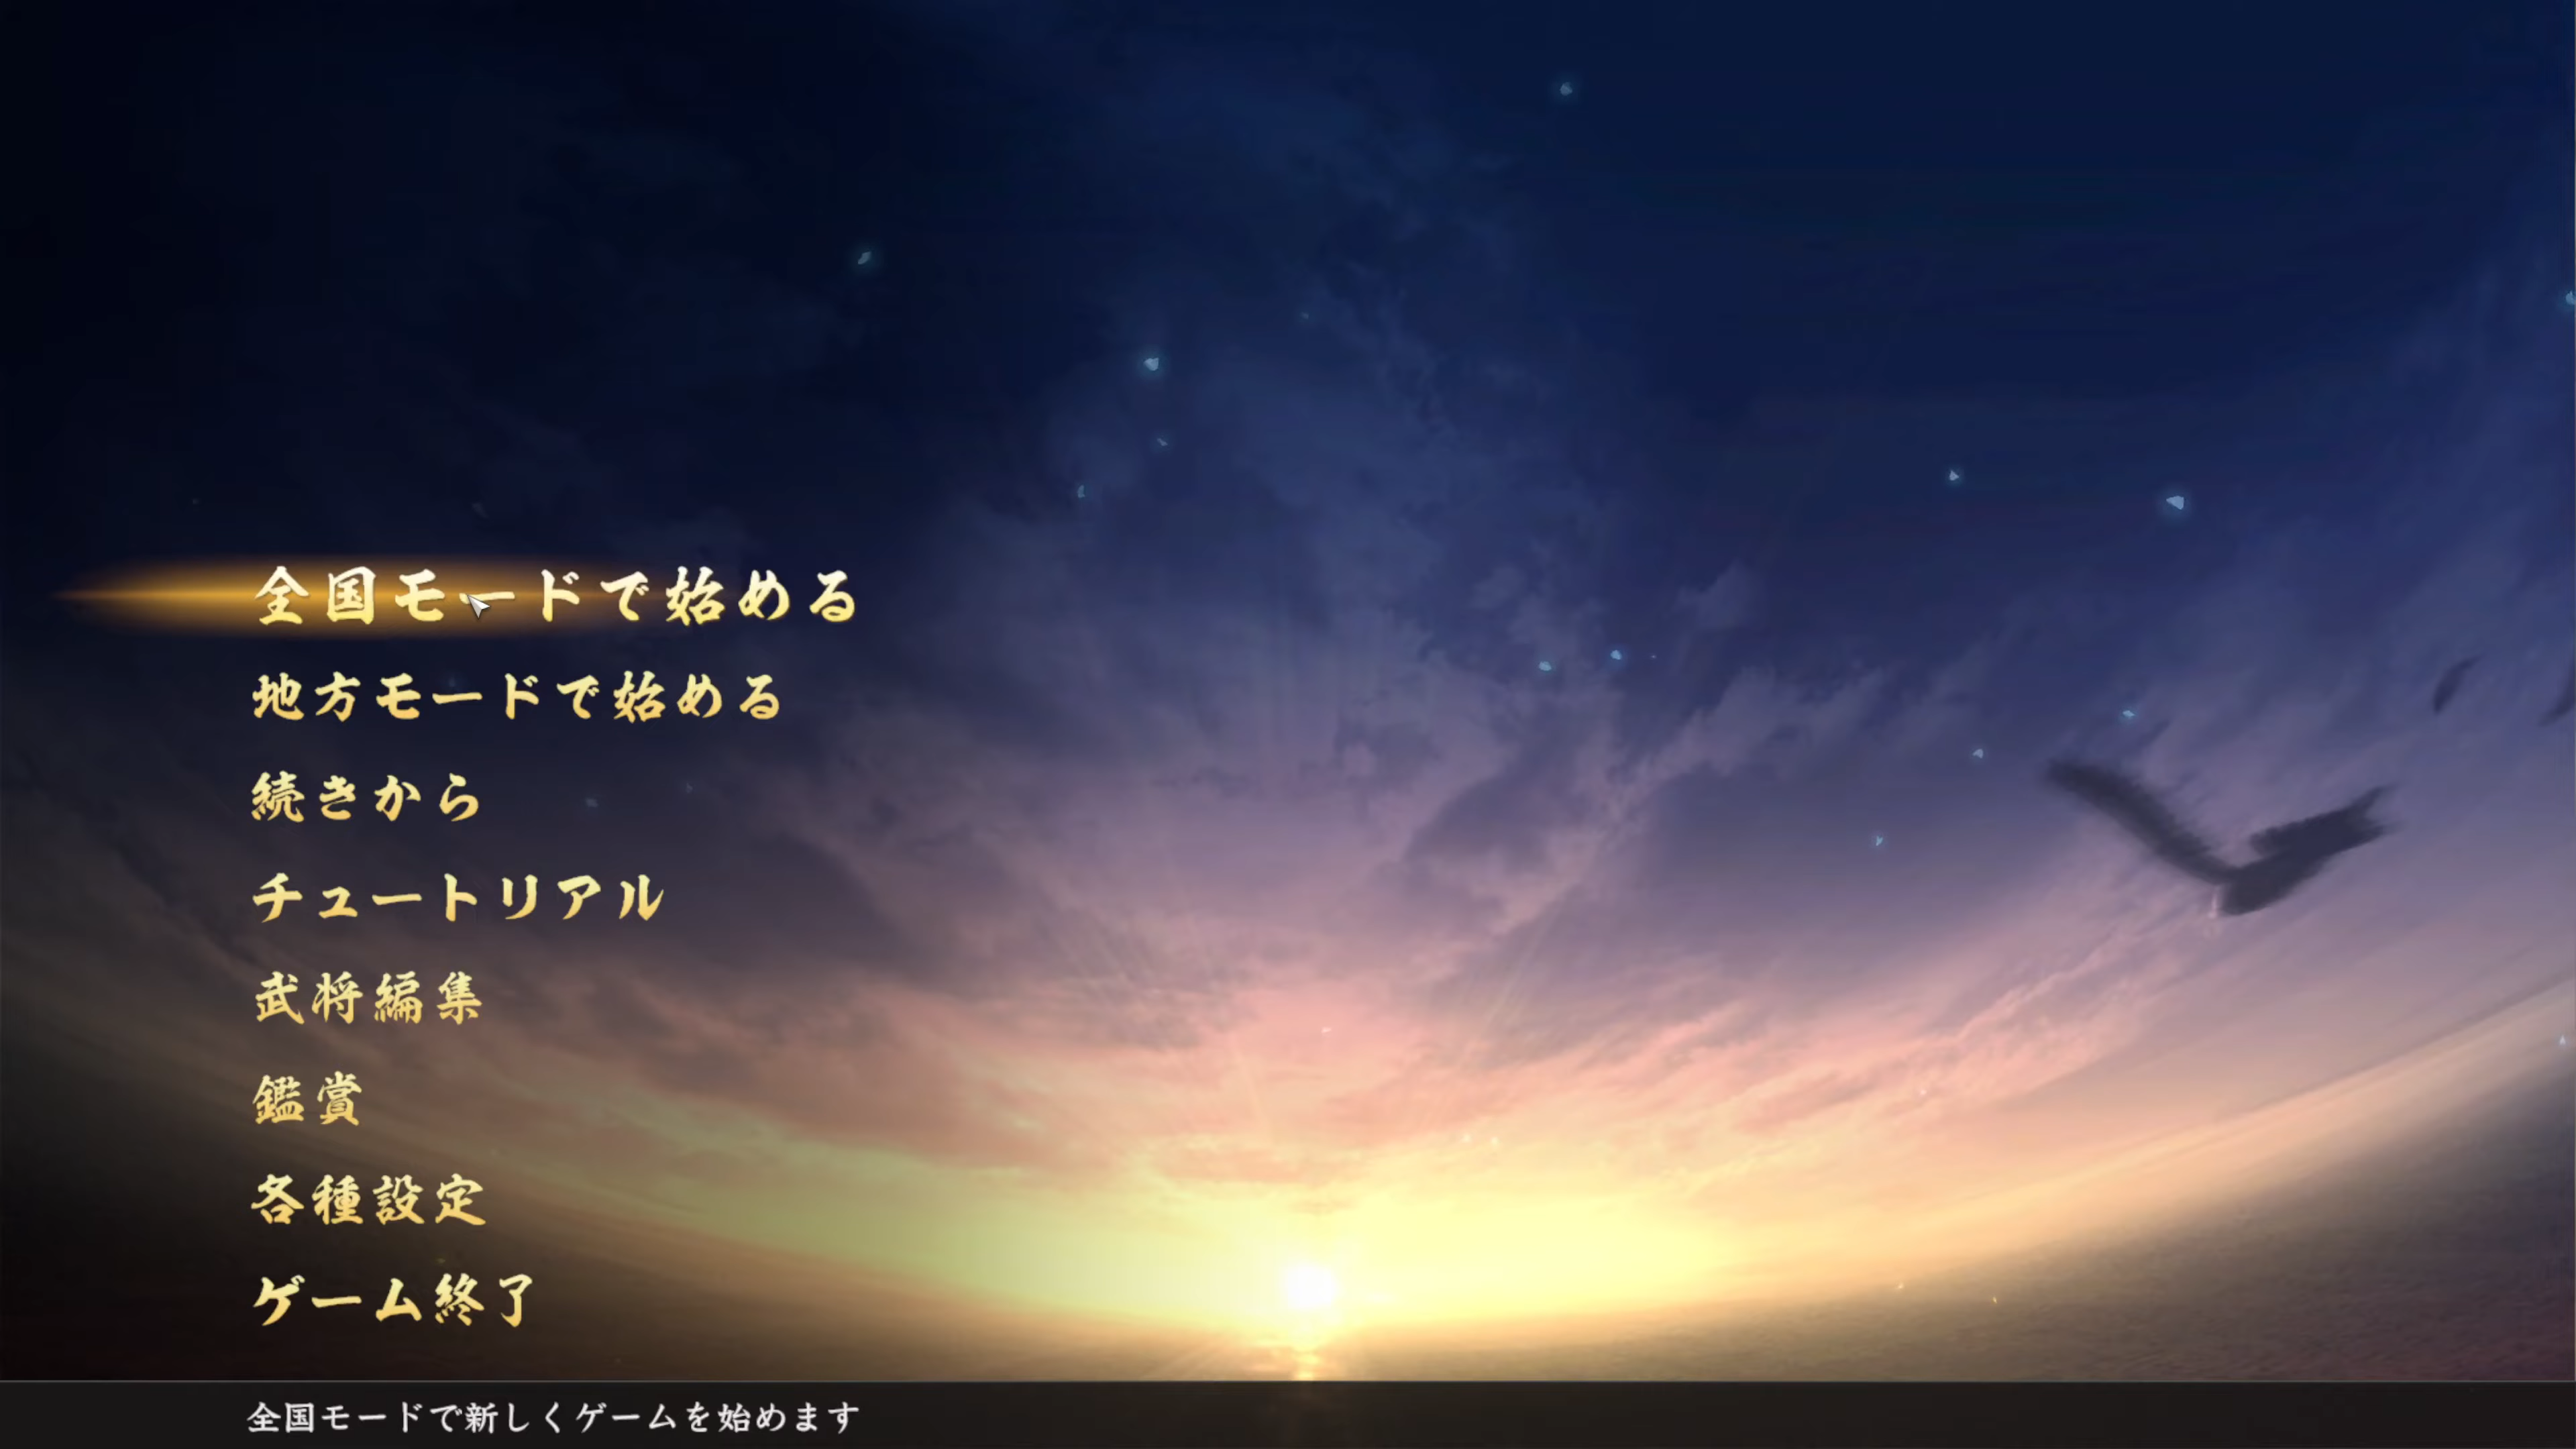 全国モードで始める
地方モードで始める
続きから
チュートリアル
武将編集
鑑賞
各種設定
ゲーム終了
全国モードで新しくゲームを始めます